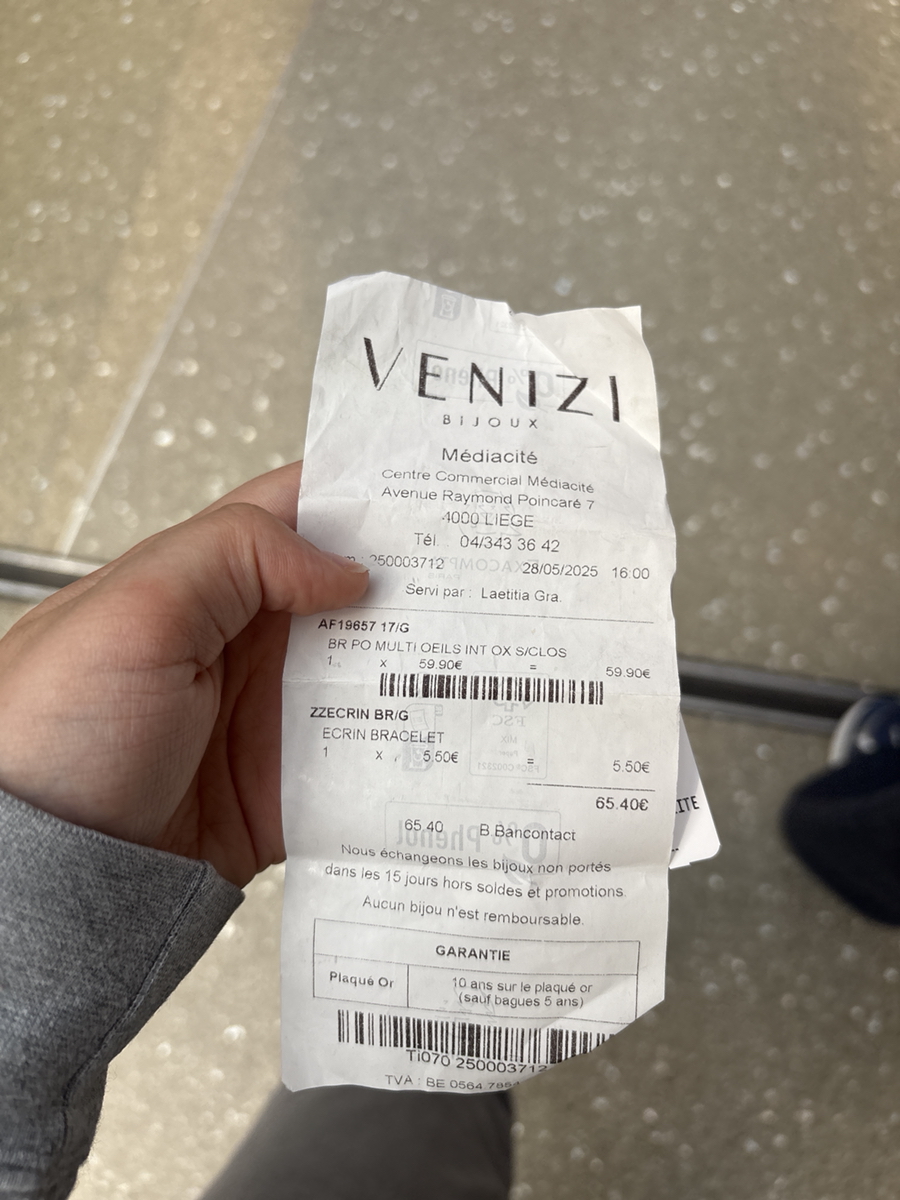 VENIZI
BIJOUX
Médiacité
Centre Commercial Médiacité
Avenue Raymond Poincaré 7
4000 LIEGE
Tél 04/343 36 42
250003712 28/05/2025 16:00
Servi par : Laetitia Gra.
AF19657 17/G
BR PO MULTI OEILS INT OX S/CLOS
1 x 59.90€ = 59.90€
ZZECRIN BR/G
ECRIN BRACELET
1 x 5.50€ = 5.50€
65.40€
65.40 B.Bancontact
Nous échangeons les bijoux non portés
dans les 15 jours hors soldes et promotions.
Aucun bijou n'est remboursable.
GARANTIE
Plaqué Or 10 ans sur le plaqué or
(sauf bagues 5 ans)
Ti070 250003712
TVA : BE 0564